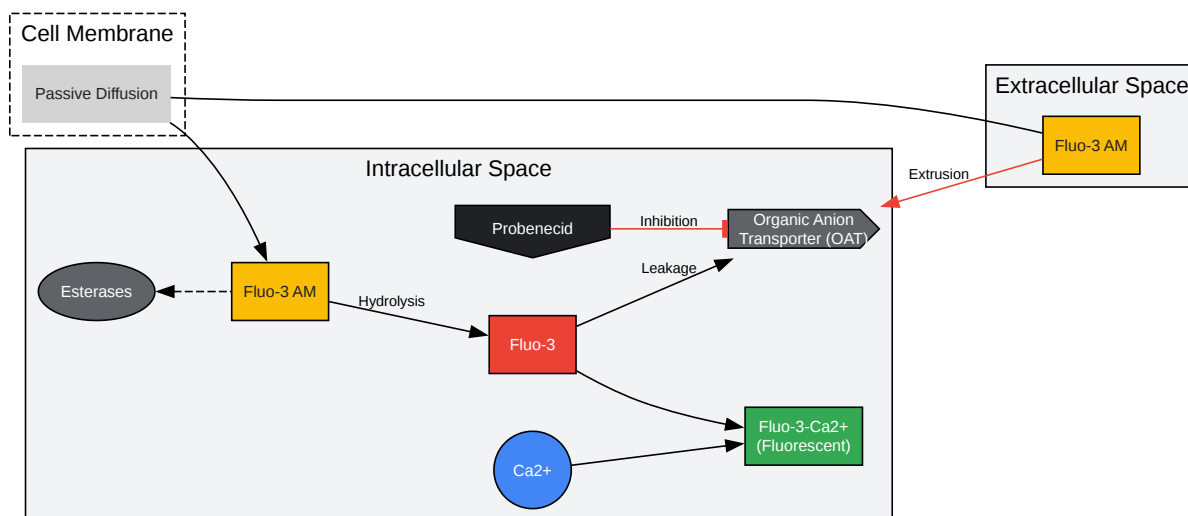 Cell Membrane
Passive Diffusion
Extracellular Space
Fluo-3 AM
Extrusion
Intracellular Space
Probenecid
Inhibition
Organic Anion
Transporter (OAT)
Leakage
Esterases
Fluo-3 AM
Hydrolysis
Fluo-3
Fluo-3-Ca2+
(Fluorescent)
Ca2+